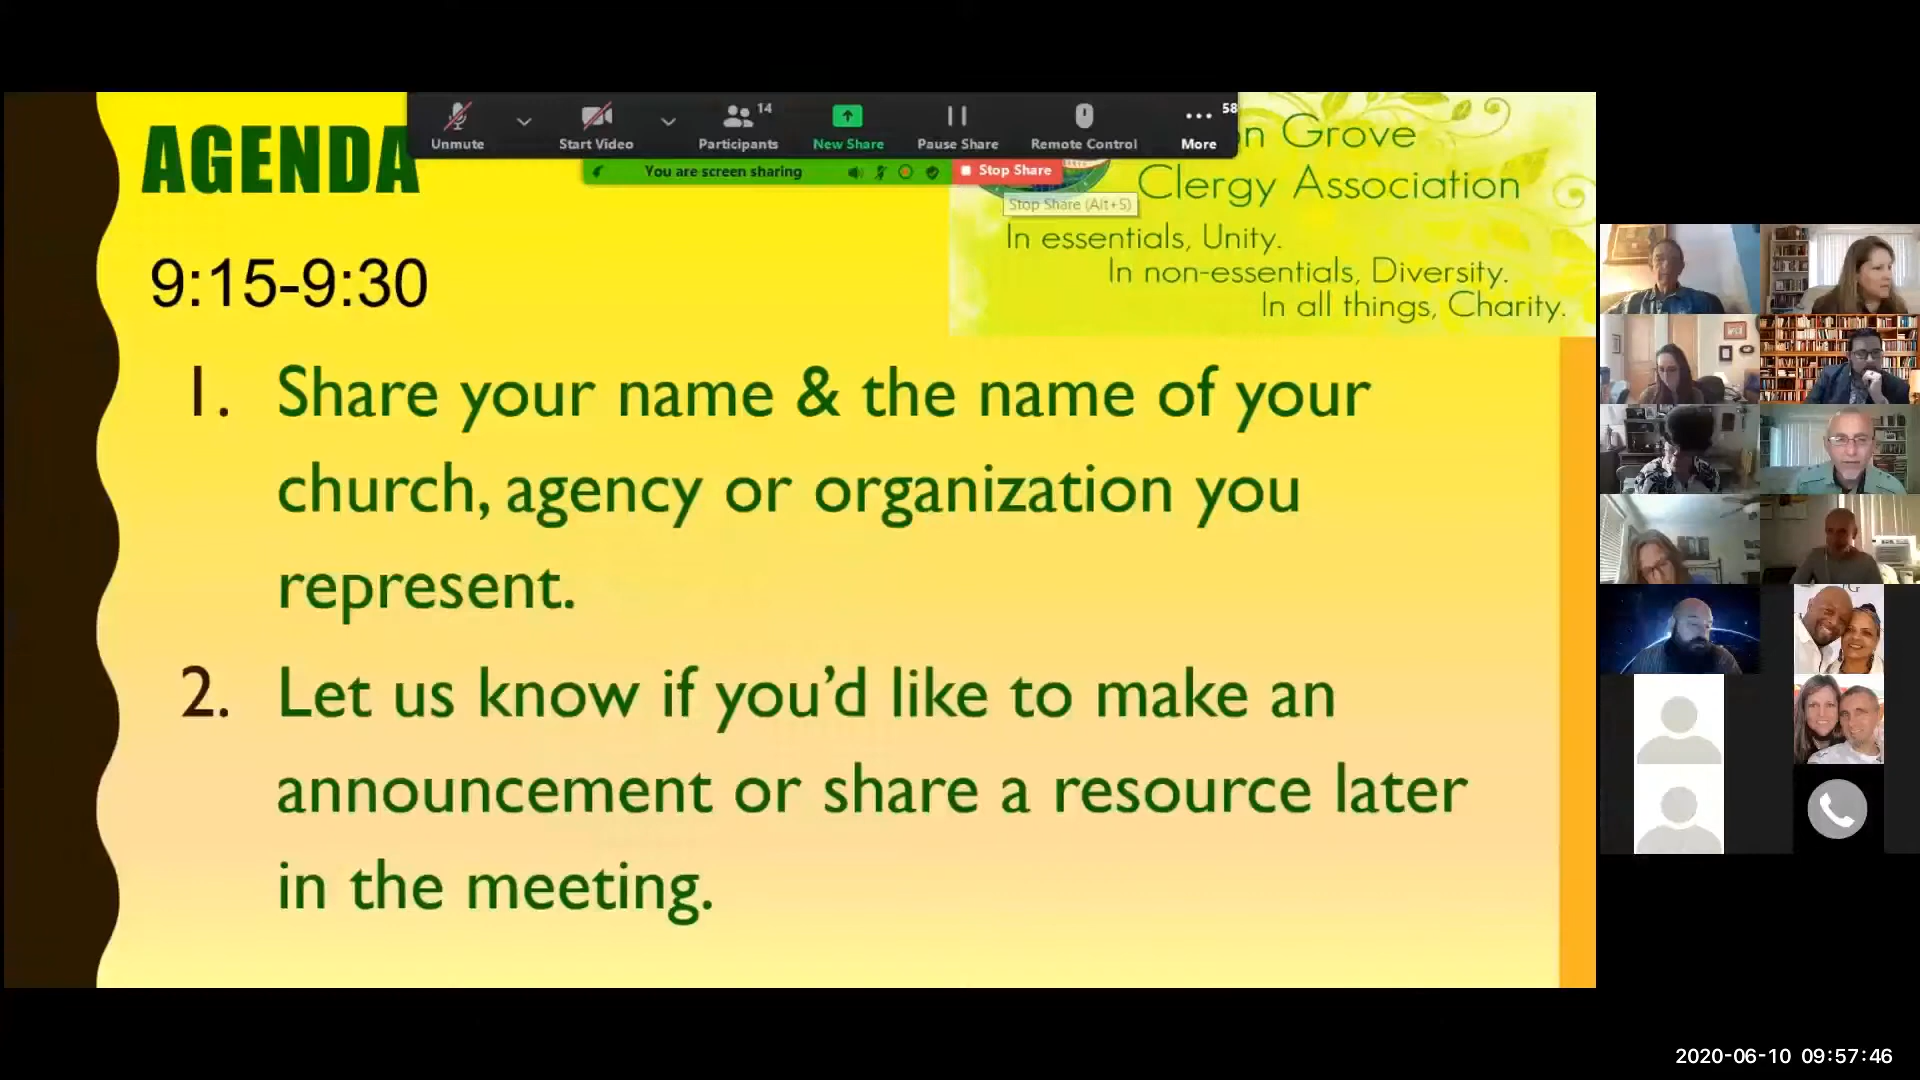 AGENDA
Unmute
Start Video
14
Participants
New Share
Pause Share
Remote Control
58
More
You are screen sharing
Stop Share
Stop Share (Alt+S)
n Grove
Clergy Association
In essentials, Unity.
In non-essentials, Diversity.
In all things, Charity.
9:15-9:30
1. Share your name & the name of your
church, agency or organization you
represent.
2. Let us know if you’d like to make an
announcement or share a resource later
in the meeting.
2020-06-10 09:57:46